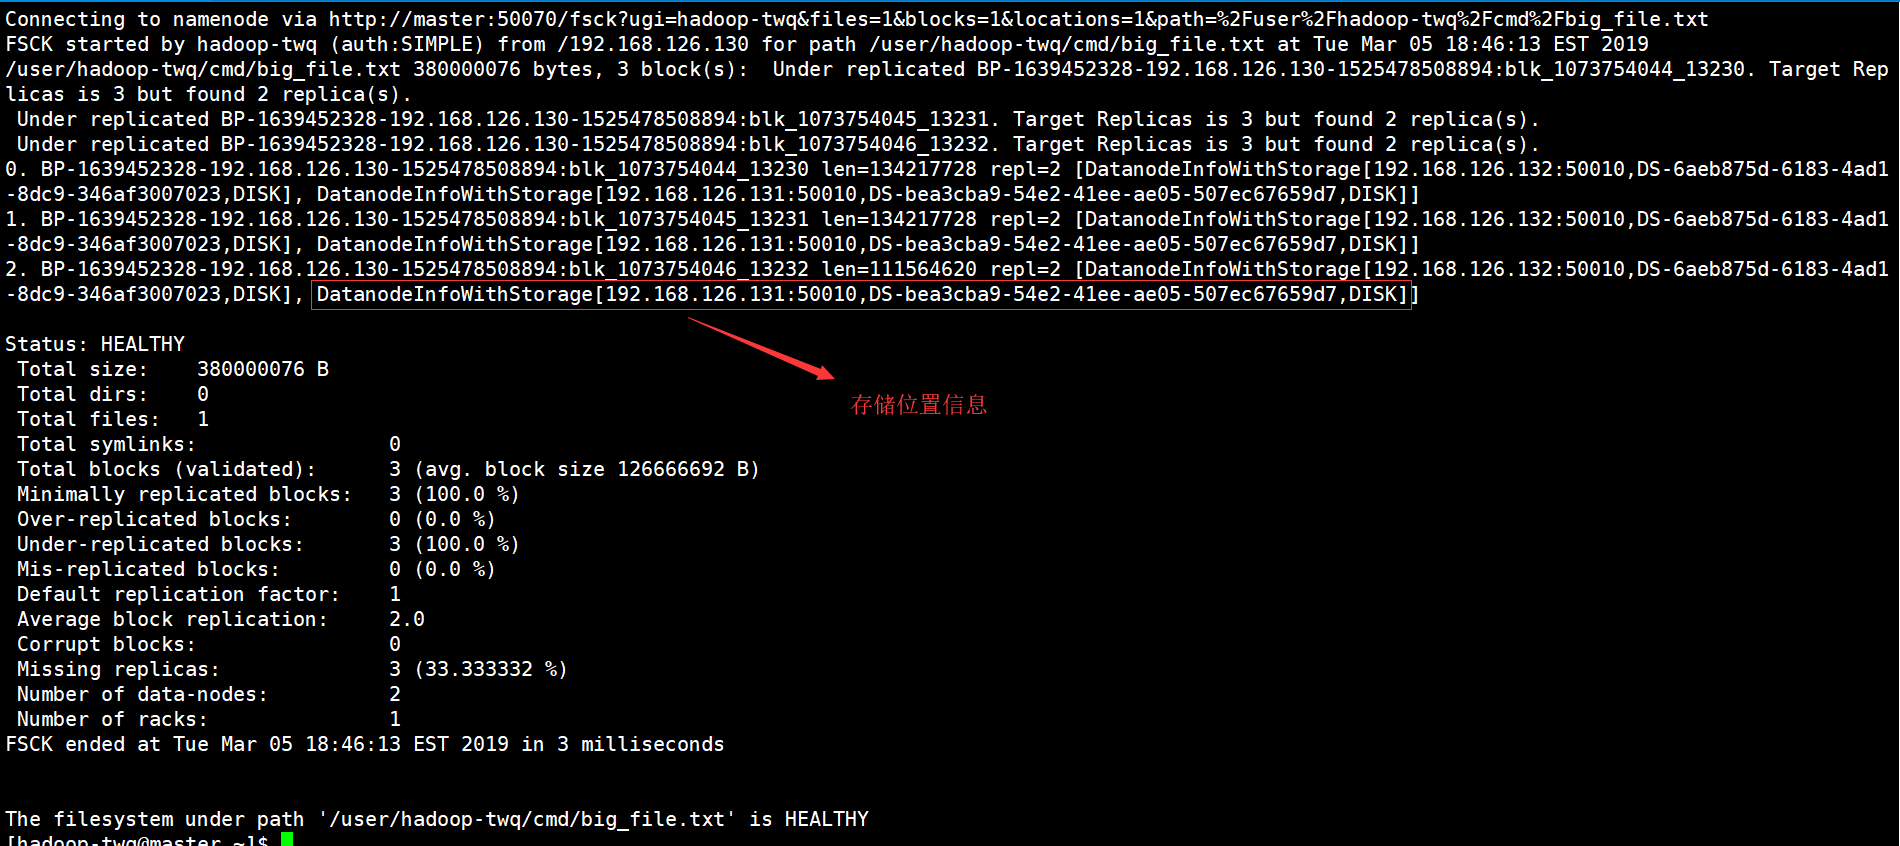 Connecting to namenode via http://master:50070/fsck?ugi=hadoop-twq&files=1&blocks=1&locations=1&path=%2Fuser%2Fhadoop-twq%2Fcmd%2Fbig_file.txt
FSCK started by hadoop-twq (auth:SIMPLE) from /192.168.126.130 for path /user/hadoop-twq/cmd/big_file.txt at Tue Mar 05 18:46:13 EST 2019
/user/hadoop-twq/cmd/big_file.txt 380000076 bytes, 3 block(s):  Under replicated BP-1639452328-192.168.126.130-1525478508894:blk_1073754044_13230. Target Rep
licas is 3 but found 2 replica(s).
 Under replicated BP-1639452328-192.168.126.130-1525478508894:blk_1073754045_13231. Target Replicas is 3 but found 2 replica(s).
 Under replicated BP-1639452328-192.168.126.130-1525478508894:blk_1073754046_13232. Target Replicas is 3 but found 2 replica(s).
0. BP-1639452328-192.168.126.130-1525478508894:blk_1073754044_13230 len=134217728 repl=2 [DatanodeInfoWithStorage[192.168.126.132:50010,DS-6aeb875d-6183-4ad1
-8dc9-346af3007023,DISK], DatanodeInfoWithStorage[192.168.126.131:50010,DS-bea3cba9-54e2-41ee-ae05-507ec67659d7,DISK]]
1. BP-1639452328-192.168.126.130-1525478508894:blk_1073754045_13231 len=134217728 repl=2 [DatanodeInfoWithStorage[192.168.126.132:50010,DS-6aeb875d-6183-4ad1
-8dc9-346af3007023,DISK], DatanodeInfoWithStorage[192.168.126.131:50010,DS-bea3cba9-54e2-41ee-ae05-507ec67659d7,DISK]]
2. BP-1639452328-192.168.126.130-1525478508894:blk_1073754046_13232 len=111564620 repl=2 [DatanodeInfoWithStorage[192.168.126.132:50010,DS-6aeb875d-6183-4ad1
-8dc9-346af3007023,DISK], DatanodeInfoWithStorage[192.168.126.131:50010,DS-bea3cba9-54e2-41ee-ae05-507ec67659d7,DISK]]
Status: HEALTHY
 Total size:    380000076 B
 Total dirs:    0
存储位置信息
 Total files:   1
 Total symlinks:                0
 Total blocks (validated):      3 (avg. block size 126666692 B)
 Minimally replicated blocks:   3 (100.0 %)
 Over-replicated blocks:        0 (0.0 %)
 Under-replicated blocks:       3 (100.0 %)
 Mis-replicated blocks:         0 (0.0 %)
 Default replication factor:    1
 Average block replication:     2.0
 Corrupt blocks:                0
 Missing replicas:              3 (33.333332 %)
 Number of data-nodes:          2
 Number of racks:               1
FSCK ended at Tue Mar 05 18:46:13 EST 2019 in 3 milliseconds
The filesystem under path '/user/hadoop-twq/cmd/big_file.txt' is HEALTHY
[hadoop-twq@master ~]$